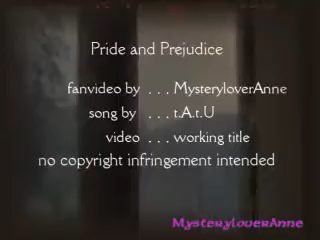 Pride and Prejudice
fanvideo by . . . MysteryloverAnne
song by . . . t.A.t.U
video . . . working title
no copyright infringement intended
MysteryloverAnne